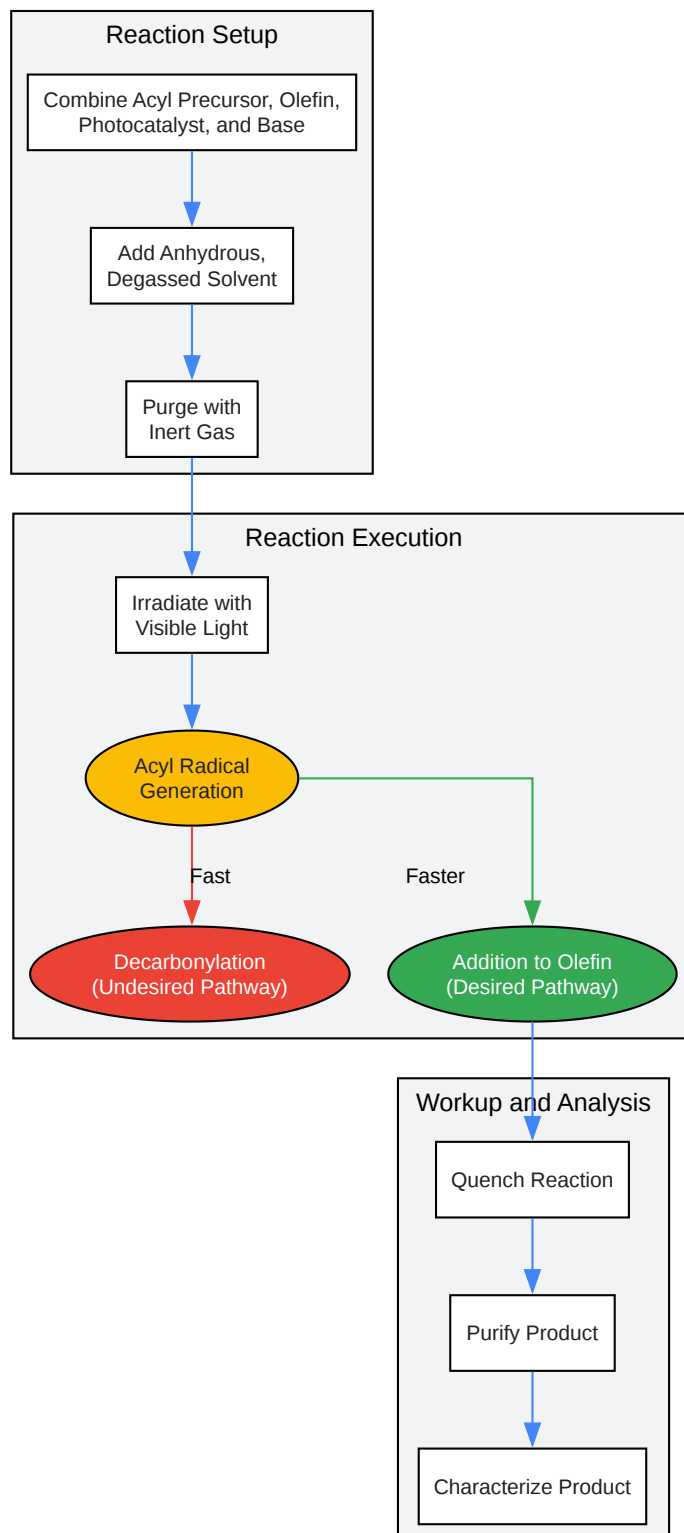 Reaction Setup
Combine Acyl Precursor, Olefin,
Photocatalyst, and Base
Add Anhydrous,
Degassed Solvent
Purge with
Inert Gas
Reaction Execution
Irradiate with
Visible Light
Acyl Radical
Generation
Fast
Faster
Decarbonylation
(Undesired Pathway)
Addition to Olefin
(Desired Pathway)
Workup and Analysis
Quench Reaction
Purify Product
Characterize Product